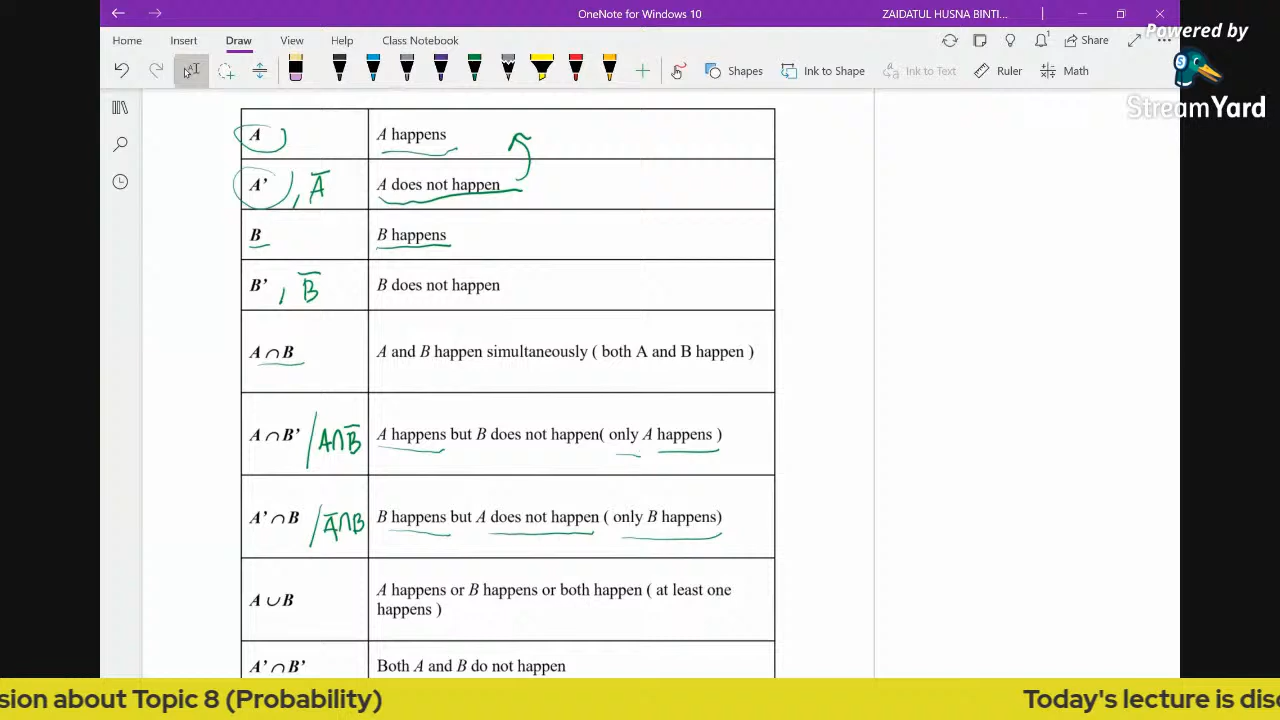 OneNote for Windows 10
ZAIDATUL HUSNA BINTI...
Powered by
StreamYard
Home Insert Draw View Help Class Notebook
Share
Shapes Ink to Shape Ink to Text Ruler Math
A A happens
A' , A̅ A does not happen
B B happens
B' , B̅ B does not happen
A ∩ B A and B happen simultaneously ( both A and B happen )
A ∩ B' / A∩B̅ A happens but B does not happen( only A happens )
A' ∩ B / A̅∩B B happens but A does not happen ( only B happens)
A ∪ B A happens or B happens or both happen ( at least one
happens )
A' ∩ B' Both A and B do not happen
sion about Topic 8 (Probability) Today's lecture is disc